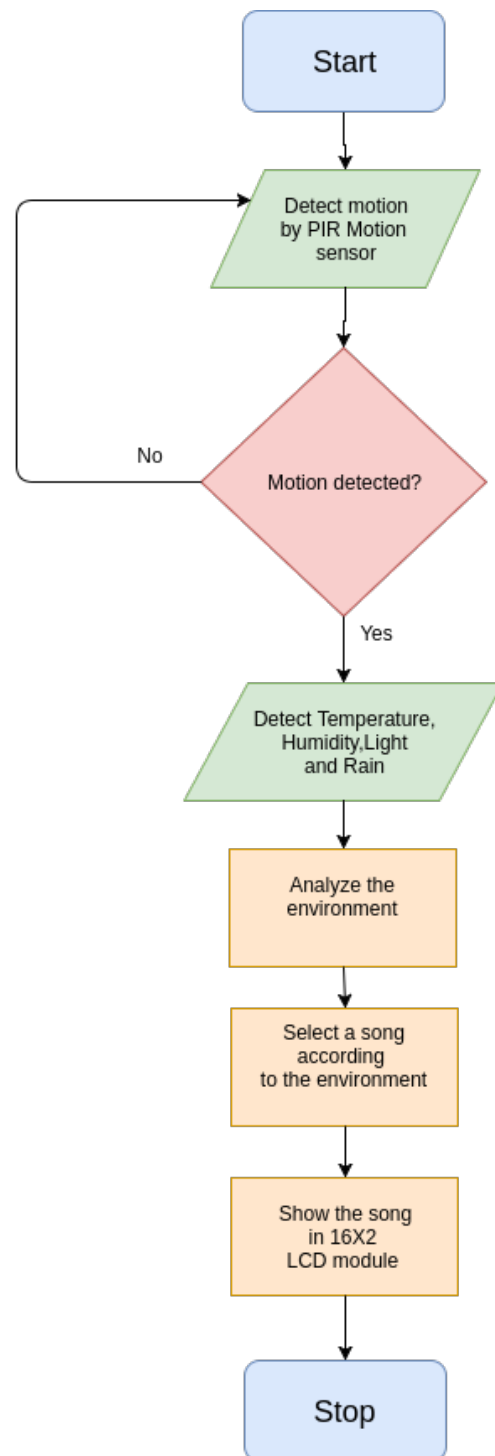 Start
Detect motion
by PIR Motion
sensor
No
Motion detected?
Yes
Detect Temperature,
Humidity,Light
and Rain
Analyze the
environment
Select a song
according
to the environment
Show the song
in 16X2
LCD module
Stop